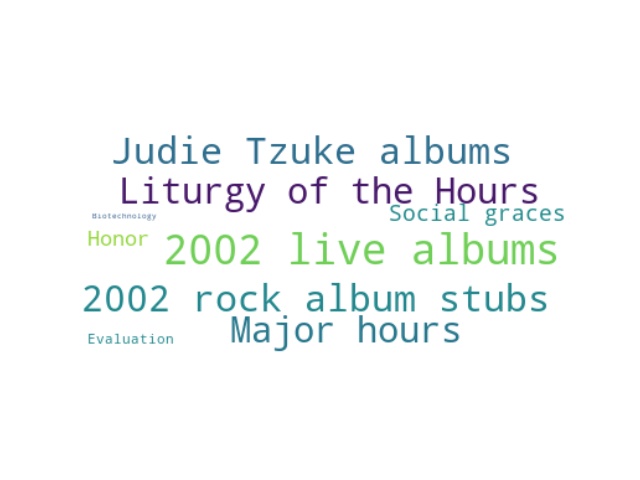 Judie Tzuke albums
Liturgy of the Hours
Biotechnology
Social graces
Honor
2002 live albums
2002 rock album stubs
Major hours
Evaluation